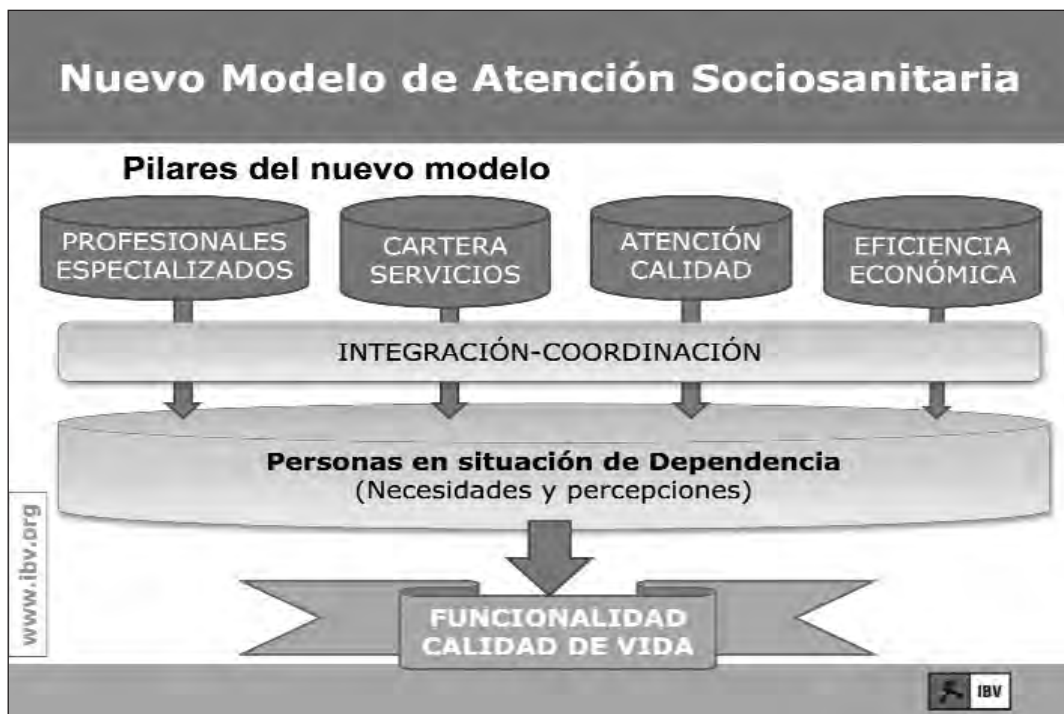 Nuevo Modelo de Atención Sociosanitaria
Pilares del nuevo modelo
PROFESIONALES
ESPECIALIZADOS
CARTERA
SERVICIOS
ATENCIÓN
CALIDAD
EFICIENCIA
ECONÓMICA
INTEGRACIÓN-COORDINACIÓN
Personas en situación de Dependencia
(Necesidades y percepciones)
FUNCIONALIDAD
CALIDAD DE VIDA
www.ibv.org
IBV